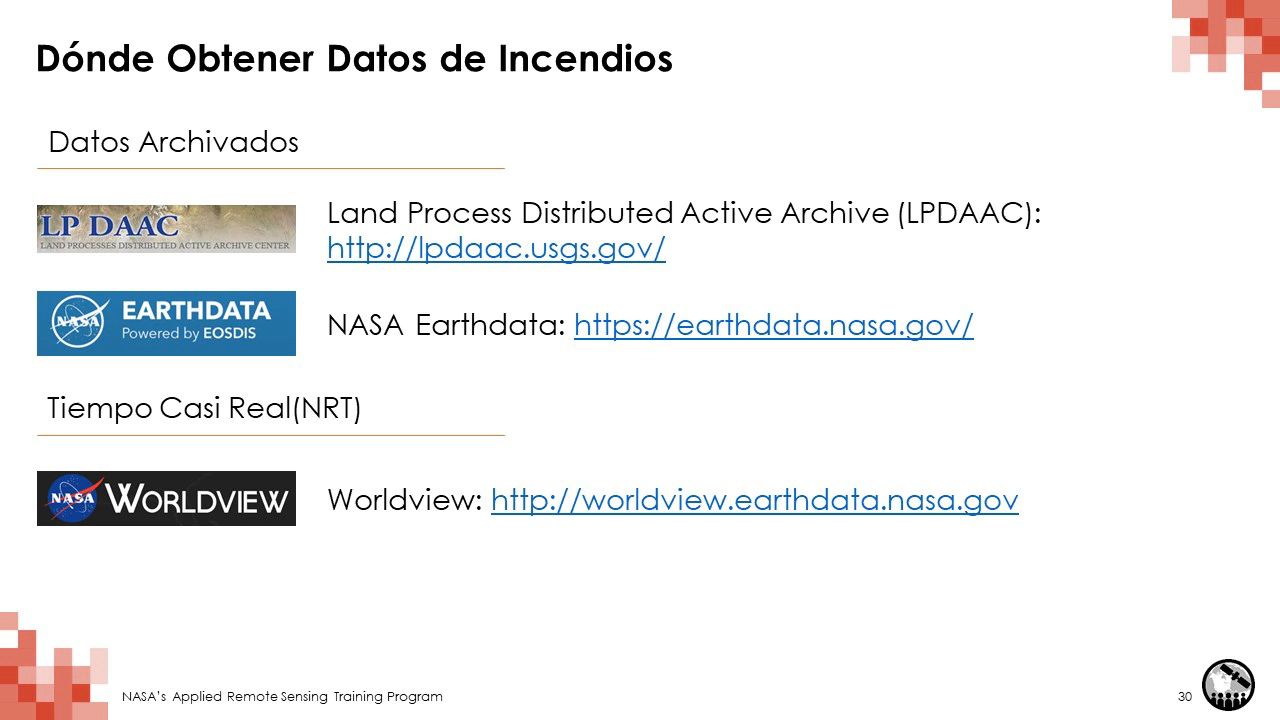 Dónde Obtener Datos de Incendios
Datos Archivados
LP DAAC
LAND PROCESSES DISTRIBUTED ACTIVE ARCHIVE CENTER
Land Process Distributed Active Archive (LPDAAC):
http://lpdaac.usgs.gov/
NASA
EARTHDATA
Powered by EOSDIS
NASA Earthdata: https://earthdata.nasa.gov/
Tiempo Casi Real(NRT)
NASA
WORLDVIEW
Worldview: http://worldview.earthdata.nasa.gov
NASA's Applied Remote Sensing Training Program
30